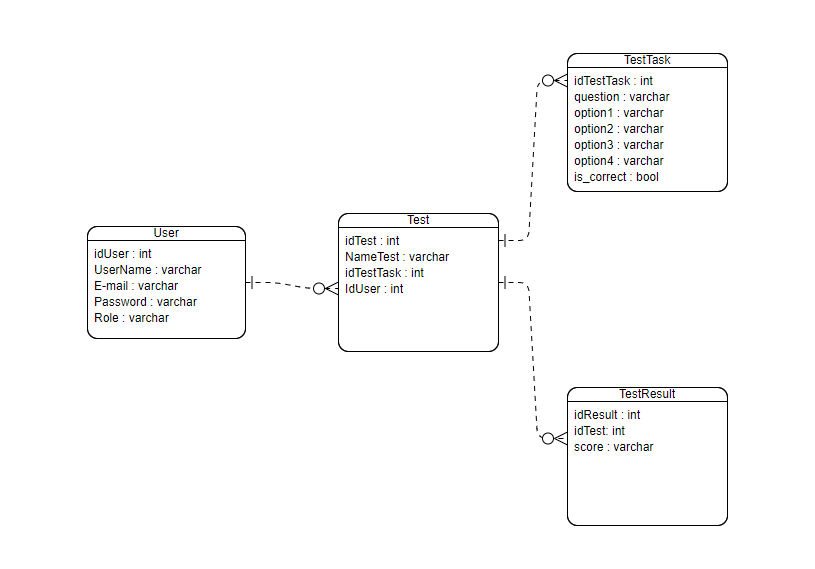 User
idUser : int
UserName : varchar
E-mail : varchar
Password : varchar
Role : varchar
Test
idTest : int
NameTest : varchar
idTestTask : int
IdUser : int
TestTask
idTestTask : int
question : varchar
option1 : varchar
option2 : varchar
option3 : varchar
option4 : varchar
is_correct : bool
TestResult
idResult : int
idTest: int
score : varchar